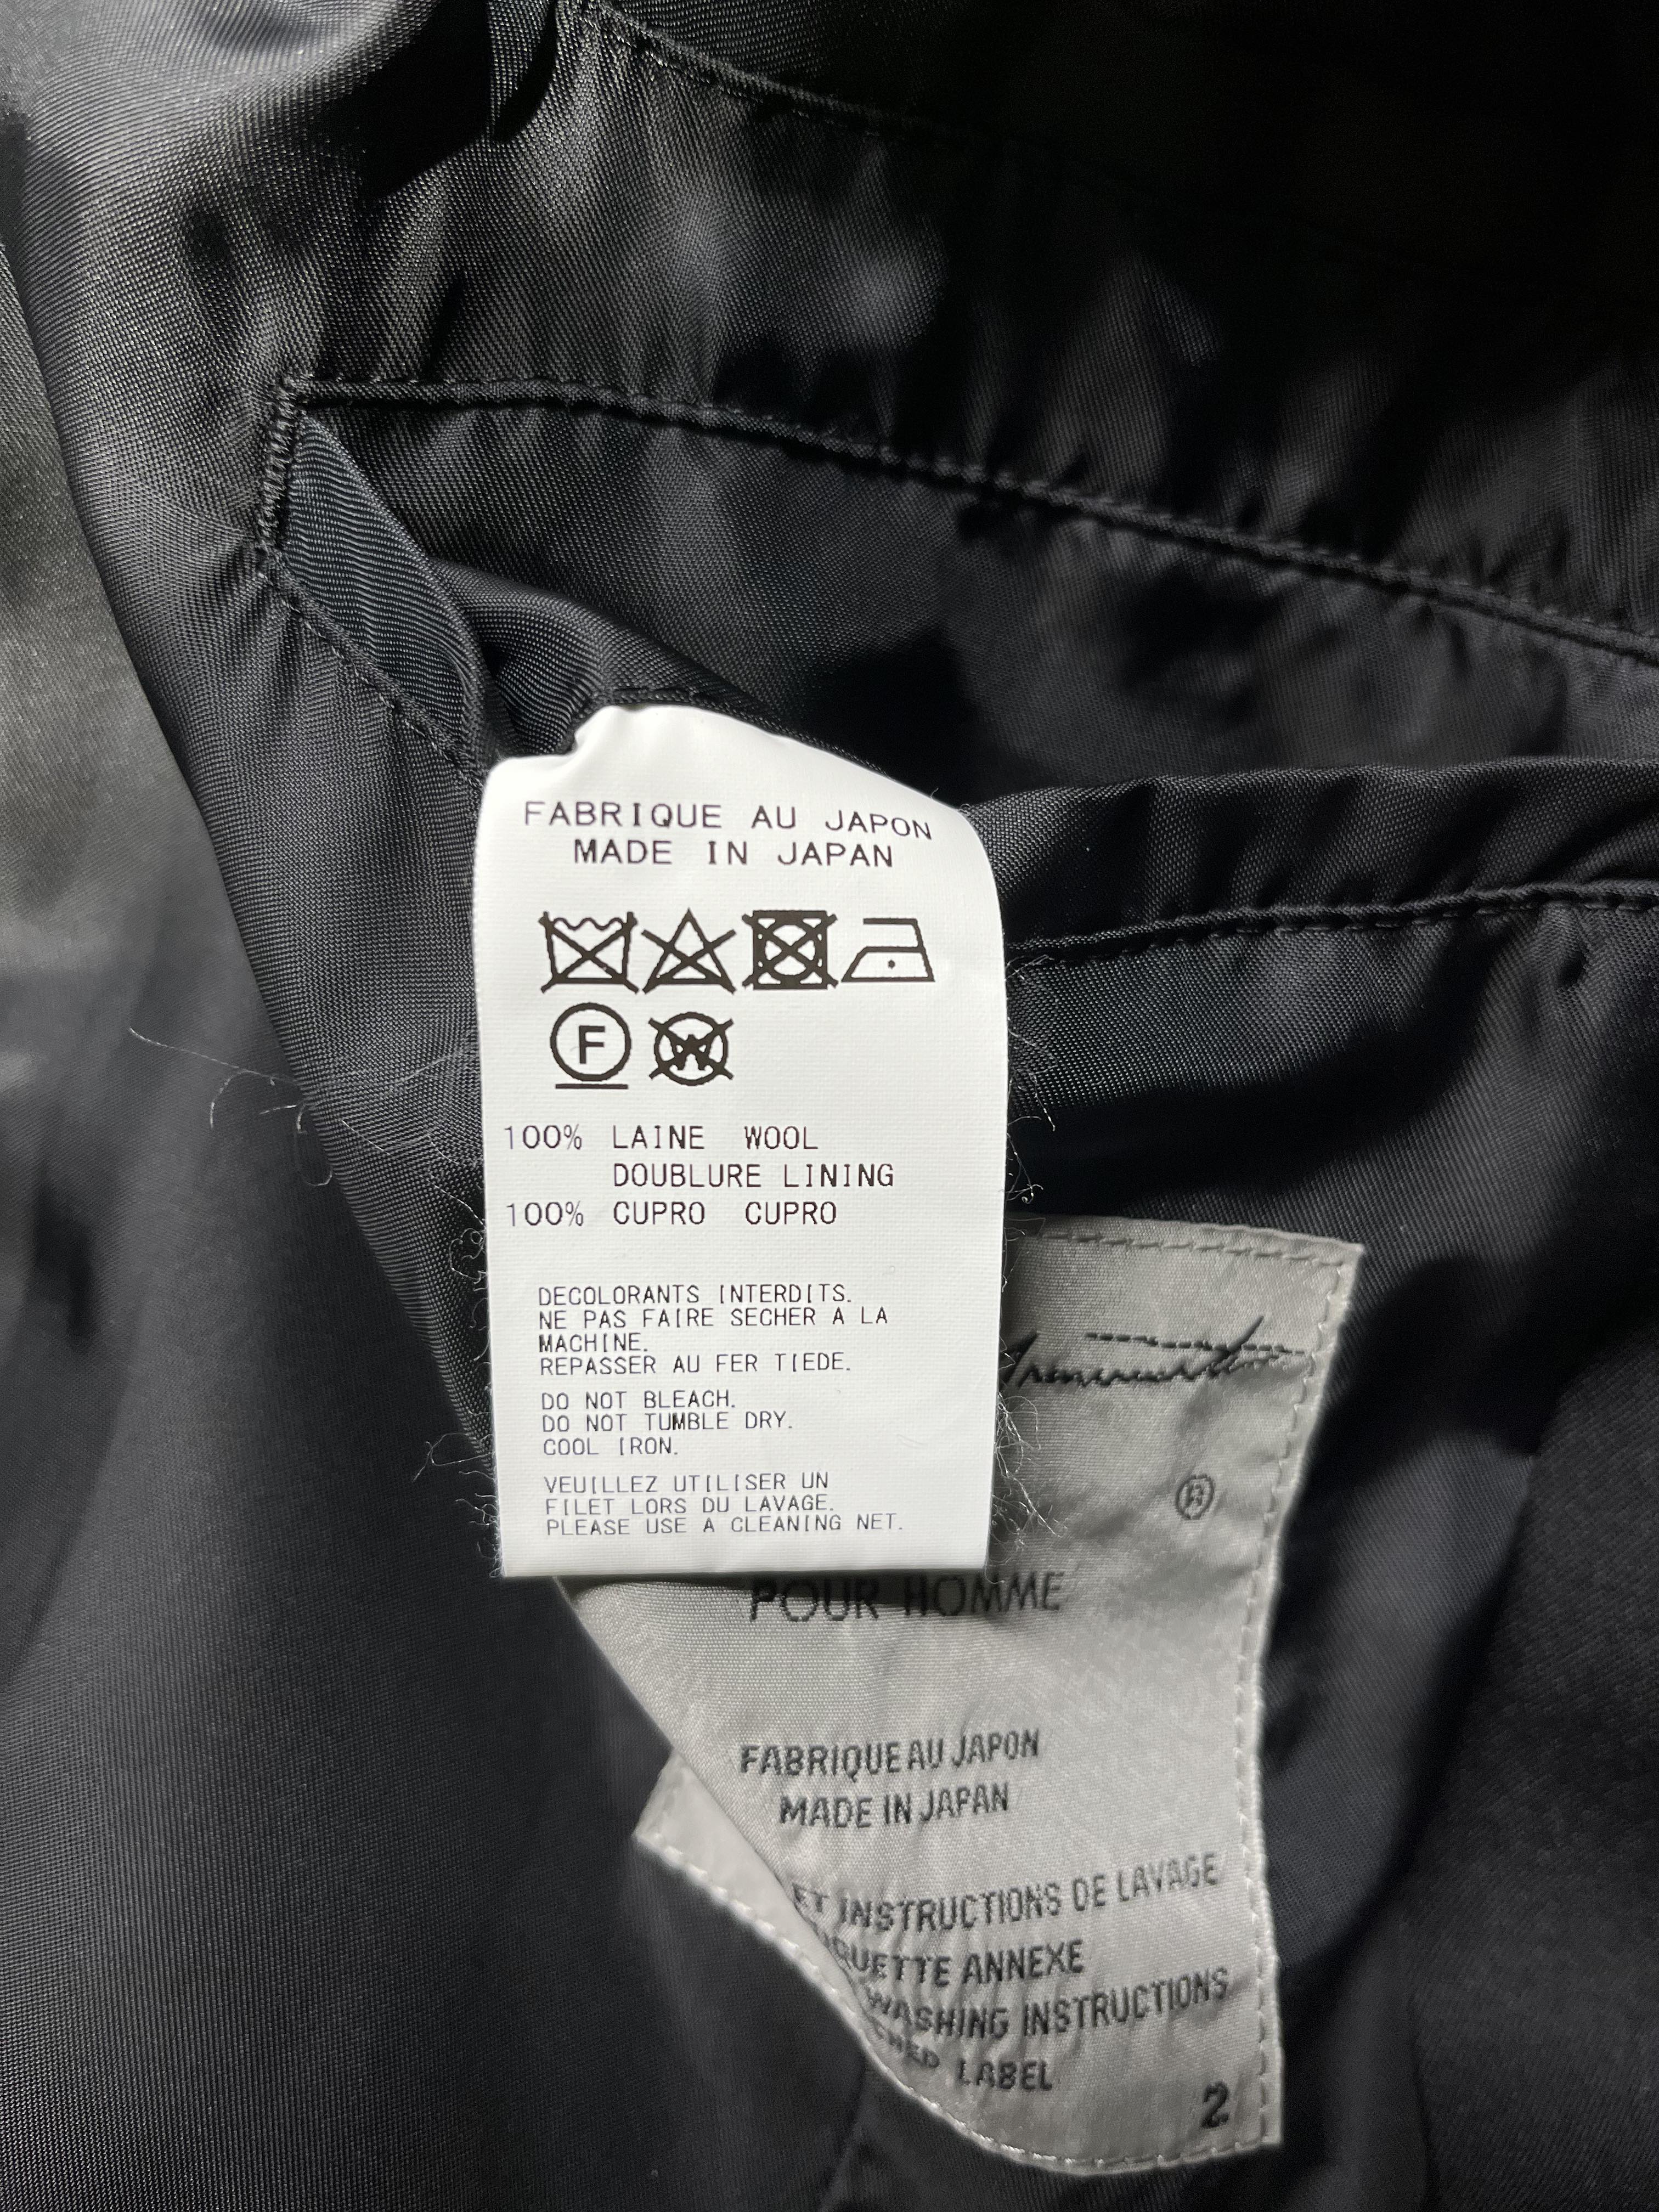 FABRIQUE AU JAPON
MADE IN JAPAN
F
W
100% LAINE WOOL
DOUBLURE LINING
100% CUPRO CUPRO
DECOLORANTS INTERDITS.
NE PAS FAIRE SECHER A LA
MACHINE.
REPASSER AU FER TIEDE.
DO NOT BLEACH.
DO NOT TUMBLE DRY.
COOL IRON.
VEUILLEZ UTILISER UN
FILET LORS DU LAVAGE.
PLEASE USE A CLEANING NET.
®
POUR HOMME
FABRIQUE AU JAPON
MADE IN JAPAN
ET INSTRUCTIONS DE LAVAGE
ANNEXE
WASHING INSTRUCTIONS
LABEL
2